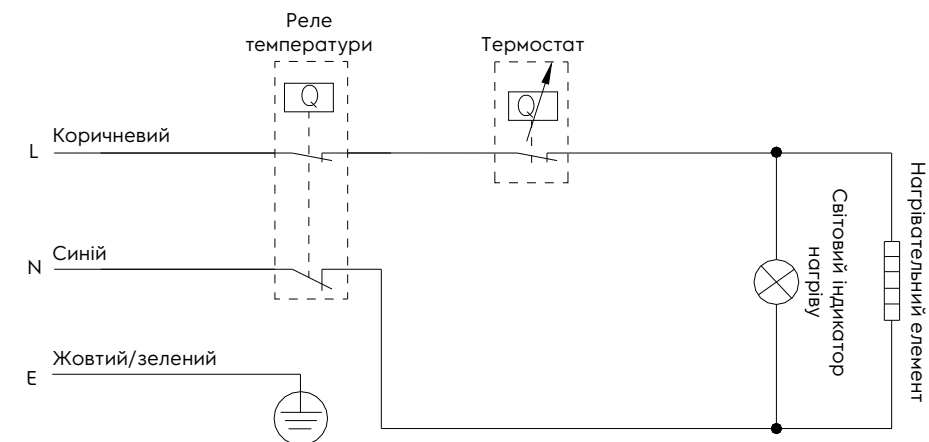 Реле
температури
Термостат
Q
Q
Коричневий
L
Синій
N
Жовтий/зелений
E
Світовий індикатор
нагріву
Нагрівательний елемент